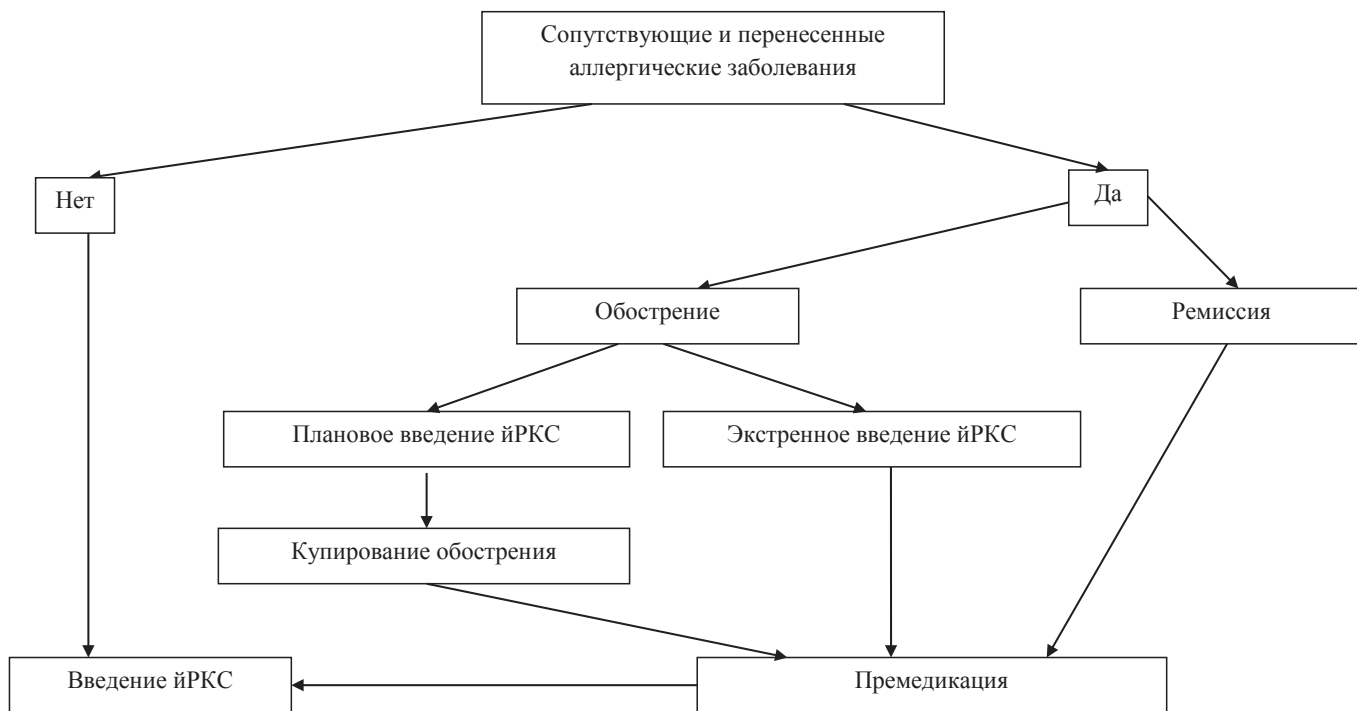 Сопутствующие и перенесенные
аллергические заболевания
Нет
Да
Обострение
Ремиссия
Плановое введение йРКС
Экстренное введение йРКС
Купирование обострения
Введение йРКС
Премедикация